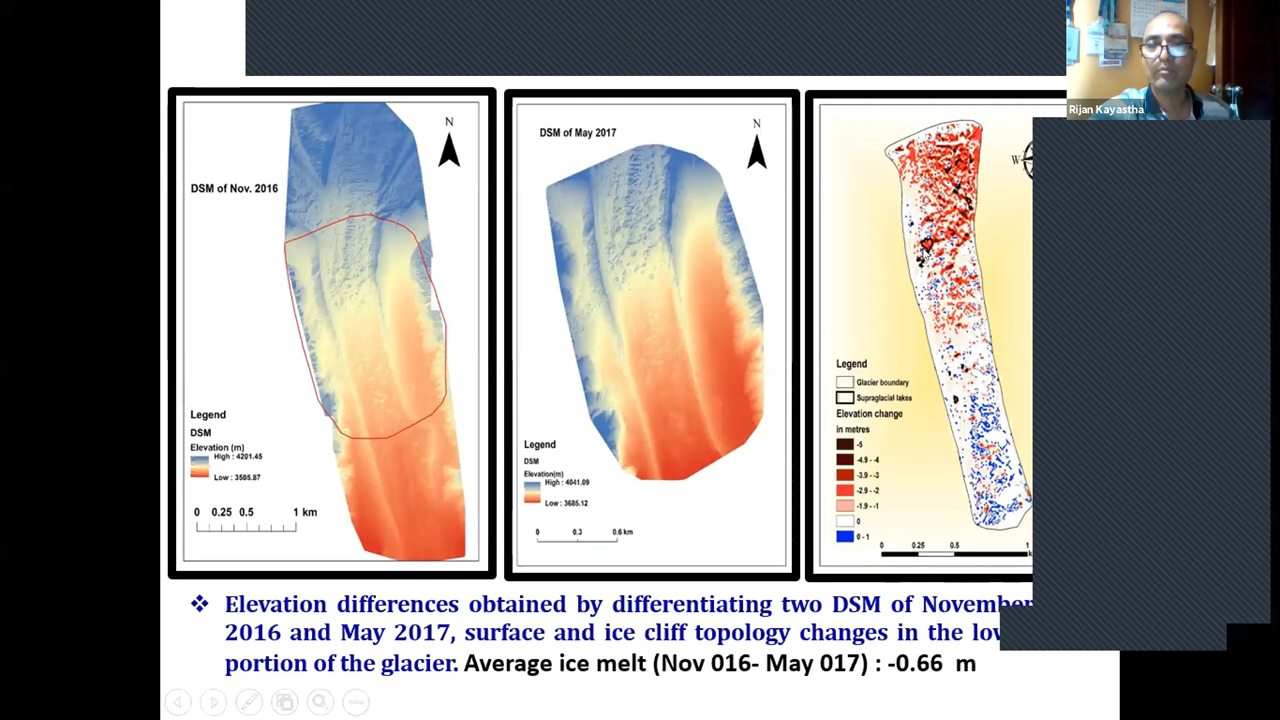 Rijan Kayastha
DSM of Nov. 2016
N
Legend
DSM
Elevation (m)
High : 4201.45
Low : 3505.87
0 0.25 0.5 1 km
DSM of May 2017
N
Legend
DSM
Elevation(m)
High : 4041.09
Low : 3685.12
0 0.3 0.6 km
W
Legend
Glacier boundary
Supraglacial lakes
Elevation change
in metres
-5
-4.9 - -4
-3.9 - -3
-2.9 - -2
-1.9 - -1
0
0 - 1
0 0.25 0.5 1
❖ Elevation differences obtained by differentiating two DSM of November
2016 and May 2017, surface and ice cliff topology changes in the
portion of the glacier. Average ice melt (Nov 016- May 017) : -0.66 m